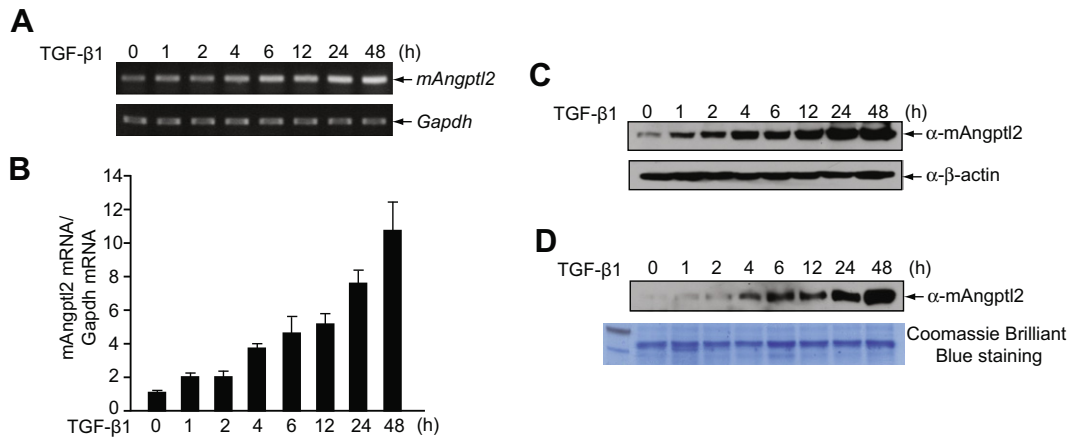 A
TGF-β1 0 1 2 4 6 12 24 48 (h)
mAngptl2
Gapdh
B
mAngptl2 mRNA/
Gapdh mRNA
14
12
10
8
6
4
2
0
TGF-β1 0 1 2 4 6 12 24 48 (h)
C
TGF-β1 0 1 2 4 6 12 24 48 (h)
α-mAngptl2
α-β-actin
D
TGF-β1 0 1 2 4 6 12 24 48 (h)
α-mAngptl2
Coomassie Brilliant
Blue staining